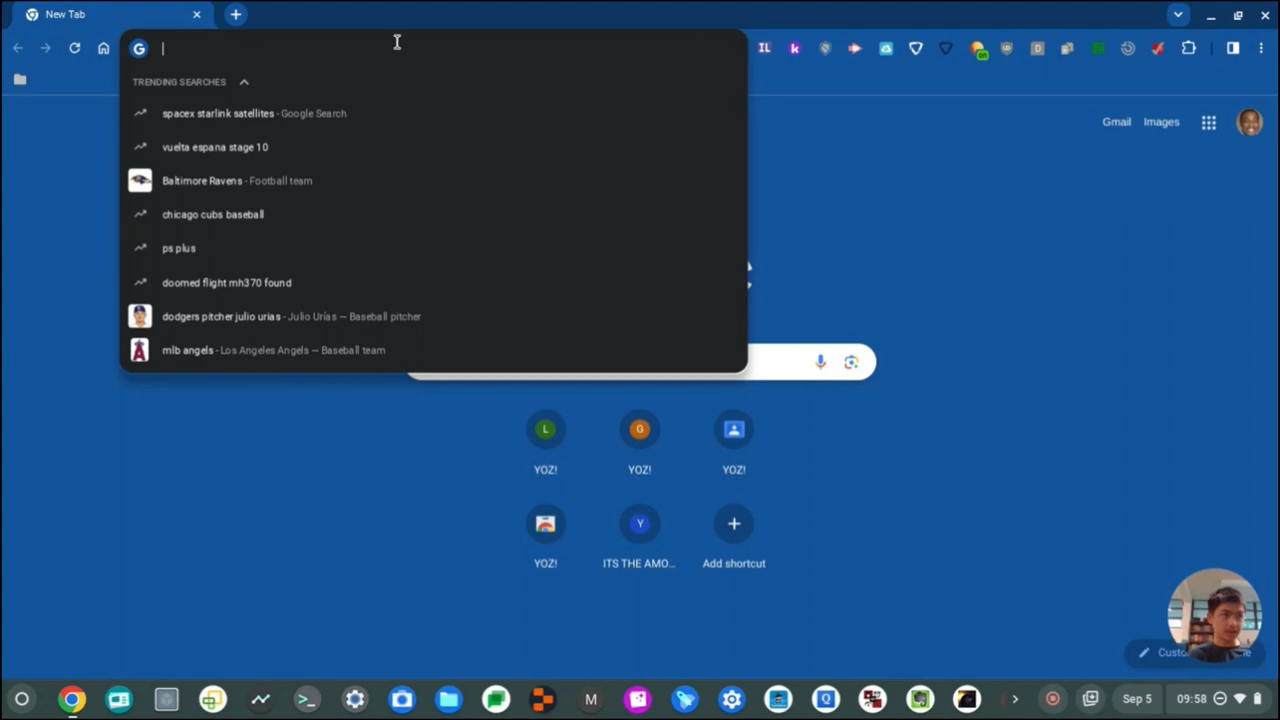 New Tab
TRENDING SEARCHES
spacex starlink satellites - Google Search
vuelta espana stage 10
Baltimore Ravens - Football team
chicago cubs baseball
ps plus
doomed flight mh370 found
dodgers pitcher julio urias - Julio Urías — Baseball pitcher
mlb angels - Los Angeles Angels — Baseball team
IL
k
on
D
Gmail
Images
L
G
YOZ!
YOZ!
YOZ!
Y
YOZ!
ITS THE AMO...
Add shortcut
M
Q
Sep 5
09:58